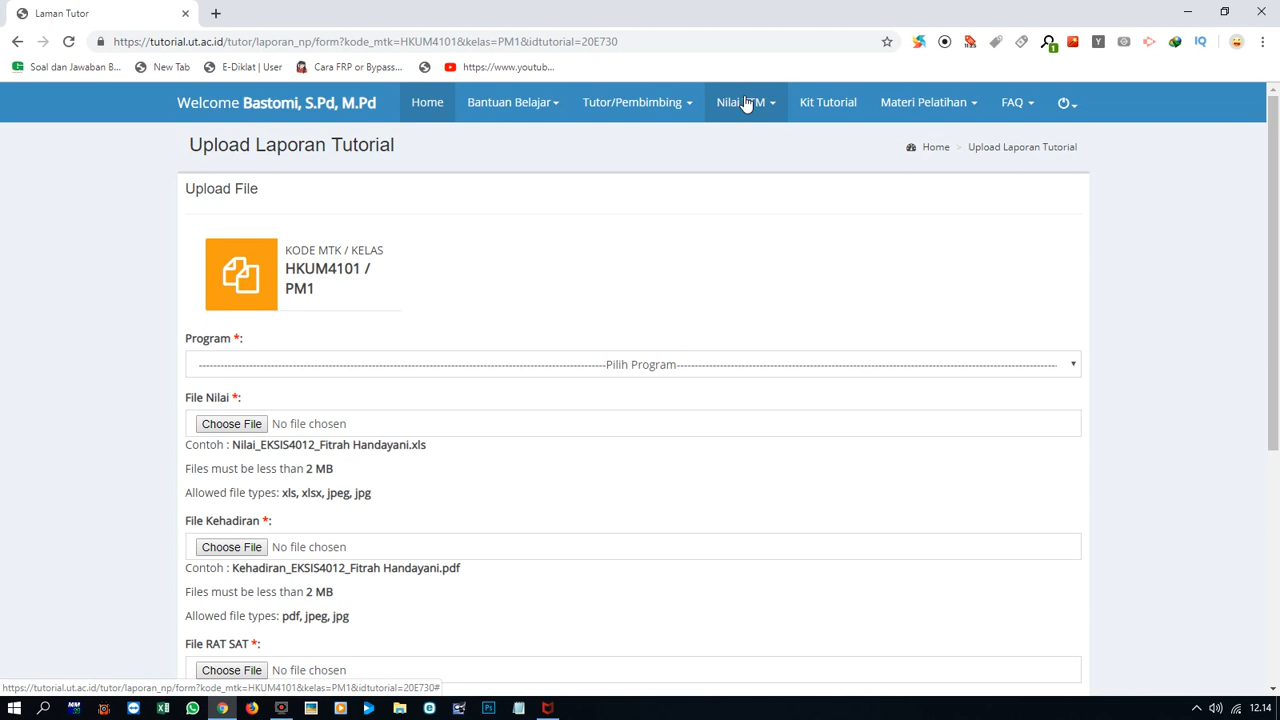 Laman Tutor
https://tutorial.ut.ac.id/tutor/laporan_np/form?kode_mtk=HKUM4101&kelas=PM1&idtutorial=20E730
Soal dan Jawaban B... New Tab E-Diklat | User Cara FRP or Bypass... https://www.youtub...
Welcome Bastomi, S.Pd, M.Pd Home Bantuan Belajar Tutor/Pembimbing Kit Tutorial Materi Pelatihan FAQ
Upload Laporan Tutorial
Home > Upload Laporan Tutorial
Upload File
KODE MTK / KELAS
HKUM4101 /
PM1
Program *:
Pilih Program
File Nilai *:
Choose File No file chosen
Contoh : Nilai_EKSIS4012_Fitrah Handayani.xls
Files must be less than 2 MB
Allowed file types: xls, xlsx, jpeg, jpg
File Kehadiran *:
Choose File No file chosen
Contoh : Kehadiran_EKSIS4012_Fitrah Handayani.pdf
Files must be less than 2 MB
Allowed file types: pdf, jpeg, jpg
File RAT SAT *:
Choose File No file chosen
https://tutorial.ut.ac.id/tutor/laporan_np/form?kode_mtk=HKUM4101&kelas=PM1&idtutorial=20E730#
12.14